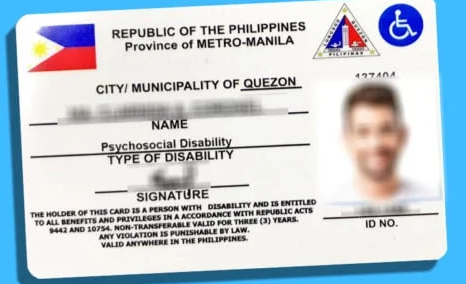 REPUBLIC OF THE PHILIPPINES
Province of METRO-MANILA
CITY/ MUNICIPALITY OF QUEZON
NAME
Psychosocial Disability
TYPE OF DISABILITY
SIGNATURE
THE HOLDER OF THIS CARD IS A PERSON WITH DISABILITY AND IS ENTITLED
TO ALL BENEFITS AND PRIVILEGES IN ACCORDANCE WITH REPUBLIC ACTS
9442 AND 10754. NON-TRANSFERABLE VALID FOR THREE (3) YEARS.
ANY VIOLATION IS PUNISHABLE BY LAW.
VALID ANYWHERE IN THE PHILIPPINES.
LUNGSOD QUEZON
PILIPINAS
ID NO.